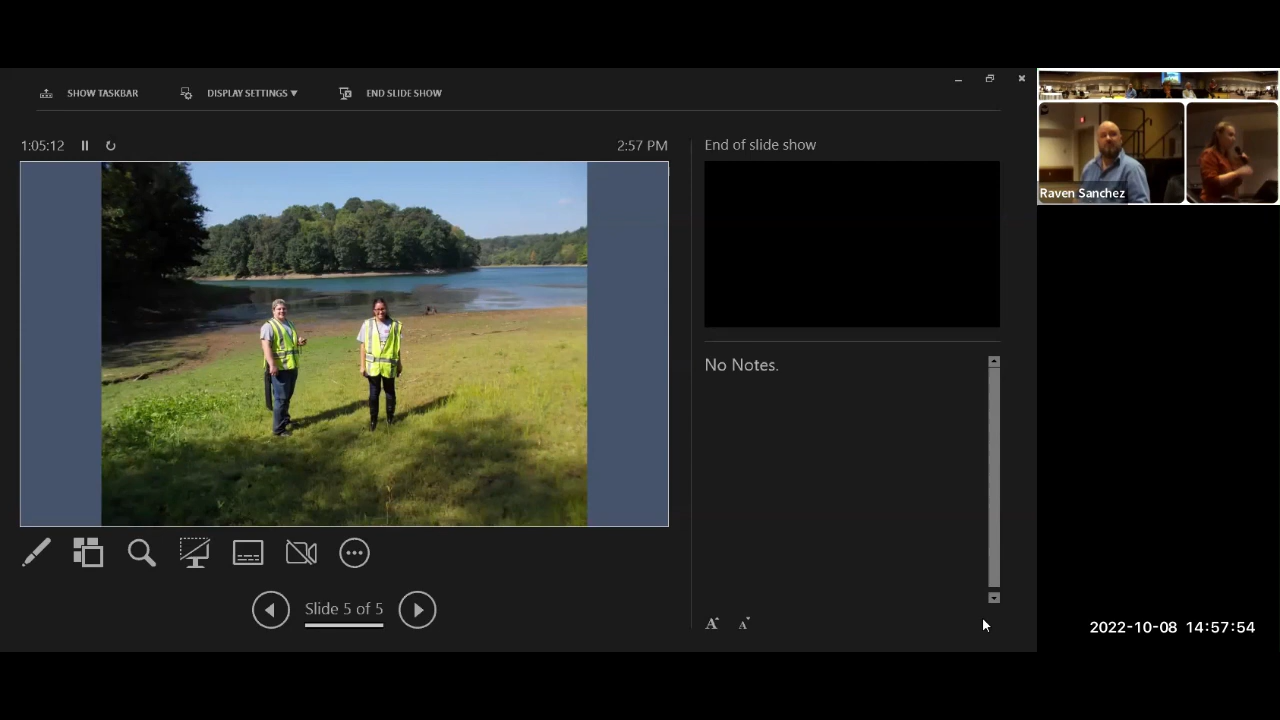 SHOW TASKBAR
DISPLAY SETTINGS ▼
END SLIDE SHOW
1:05:12
2:57 PM
End of slide show
Raven Sanchez
No Notes.
Slide 5 of 5
A A
2022-10-08 14:57:54